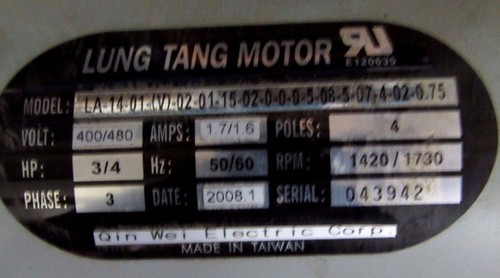 LUNG TANG MOTOR RU
E120635
MODEL: LA-14-01-(V)-02-01-15-02-0-0-0-5-08-5-07-4-02-0.75
VOLT: 400/480 AMPS: 1.7/1.6 POLES: 4
HP: 3/4 Hz: 50/60 RPM: 1420/1730
PHASE: 3 DATE: 2008.1 SERIAL: 043942
Qin Wei Electric Corp.
MADE IN TAIWAN